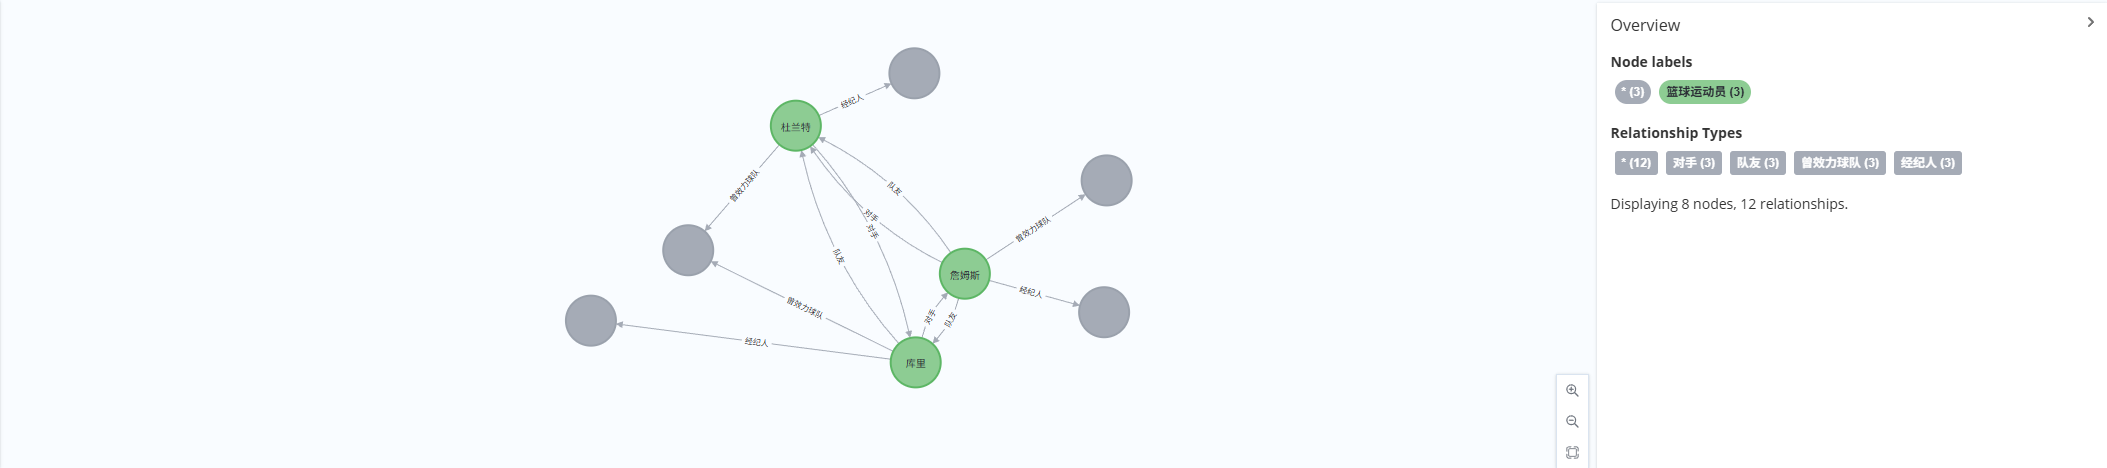 Overview
Node labels
* (3) 篮球运动员 (3)
Relationship Types
* (12) 对手 (3) 队友 (3) 曾效力球队 (3) 经纪人 (3)
Displaying 8 nodes, 12 relationships.
经纪人
杜兰特
曾效力球队
队友
对手
对手
曾效力球队
队友
詹姆斯
经纪人
曾效力球队
对手
队友
经纪人
库里